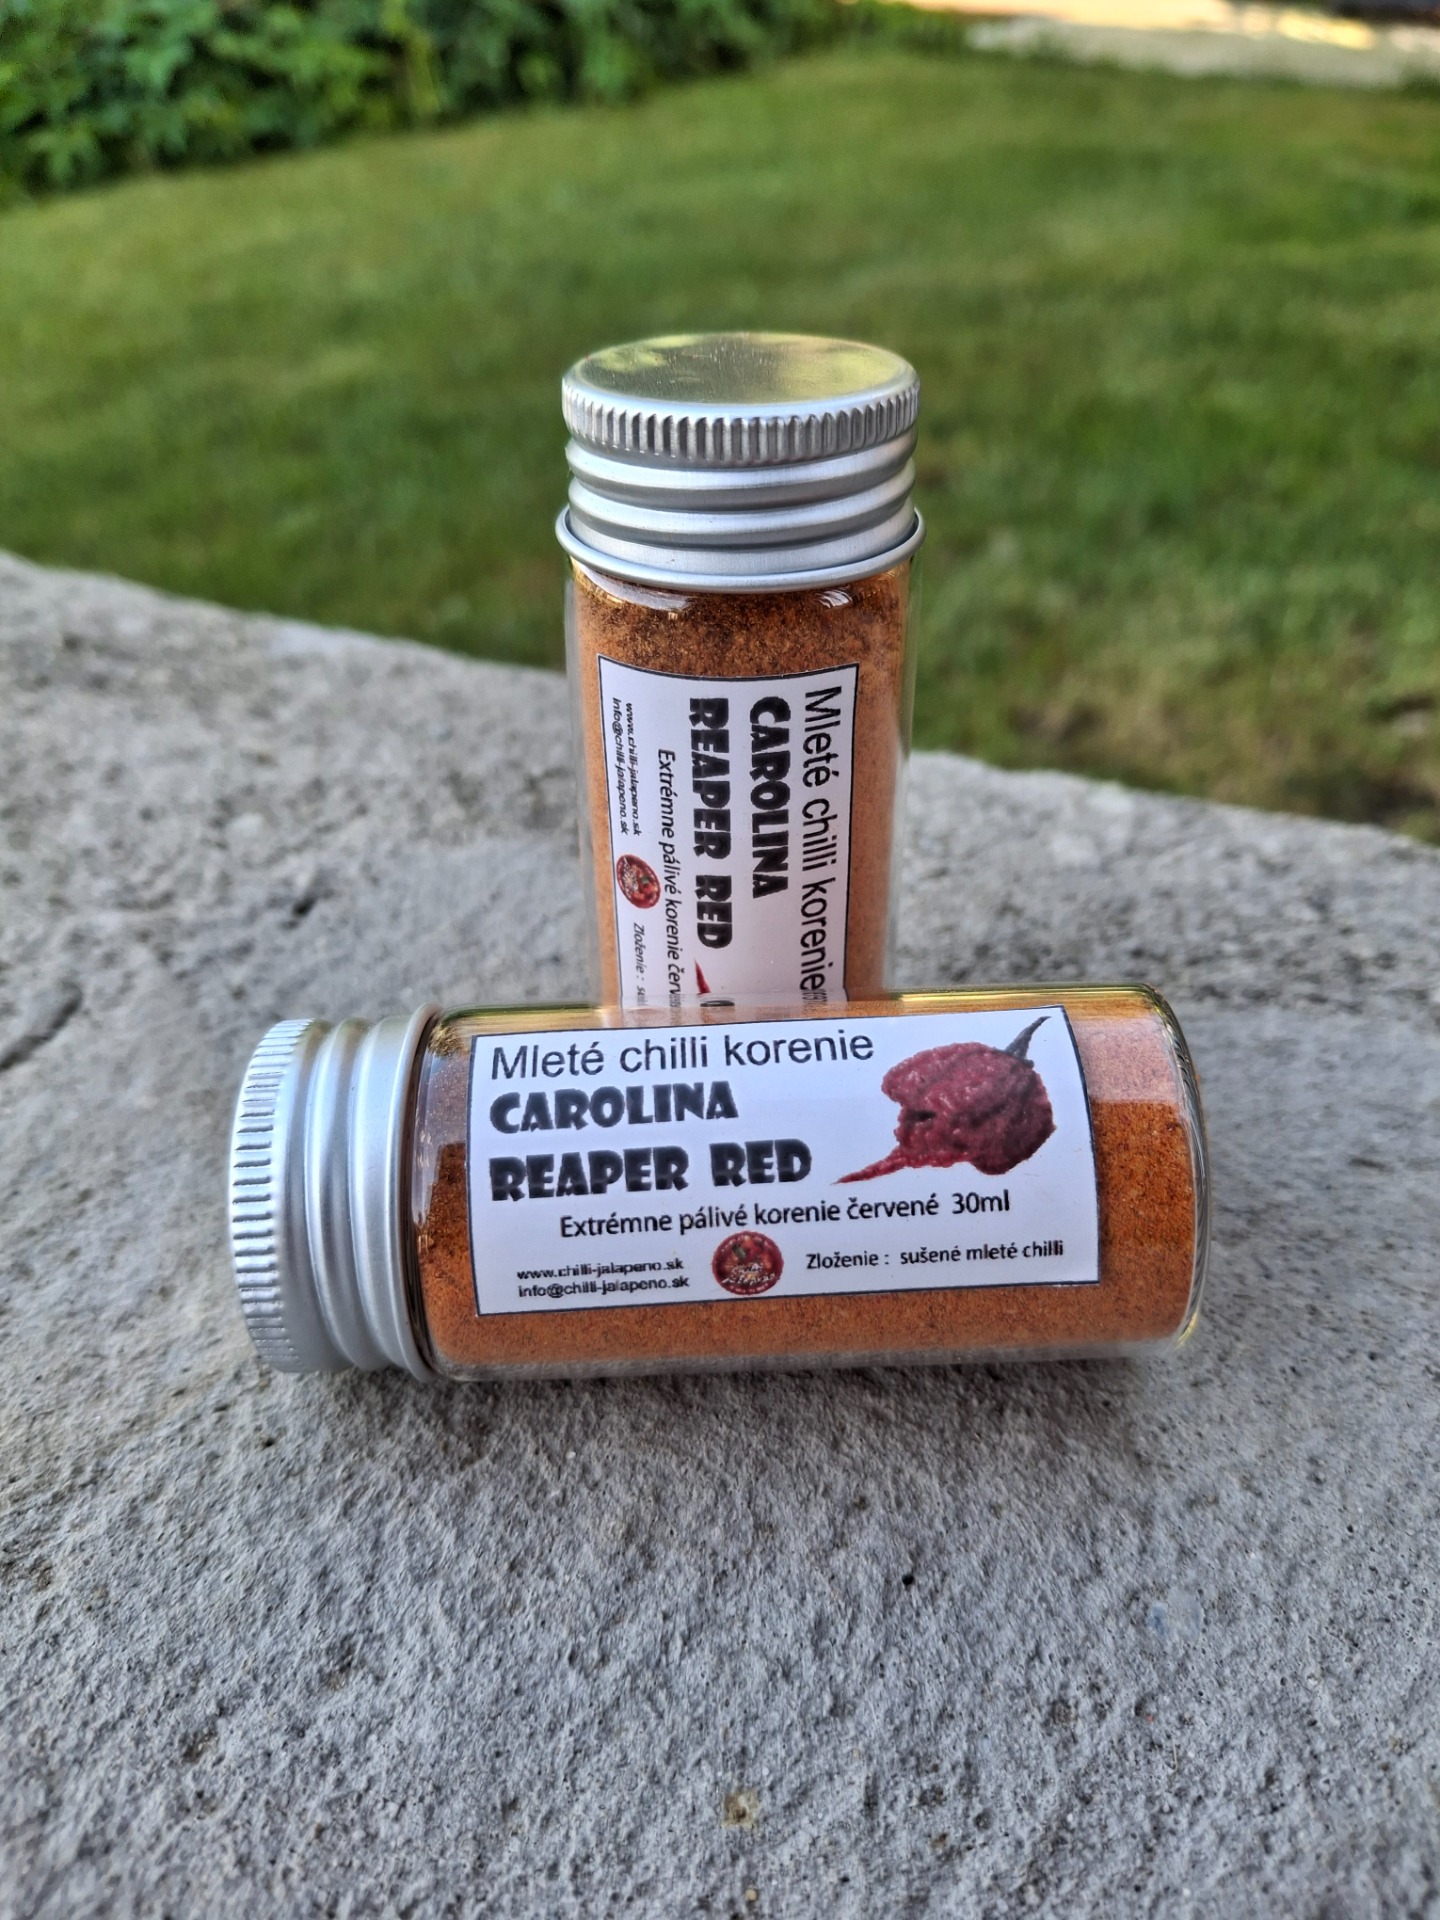 Mleté chilli korenie
CAROLINA
REAPER RED
Extrémne pálivé korenie červ
www.chilli-jalapeno.sk
info@chilli-jalapeno.sk
Zloženie :
Mleté chilli korenie
CAROLINA
REAPER RED
Extrémne pálivé korenie červené 30ml
www.chilli-jalapeno.sk
info@chilli-jalapeno.sk
Zloženie : sušené mleté chilli